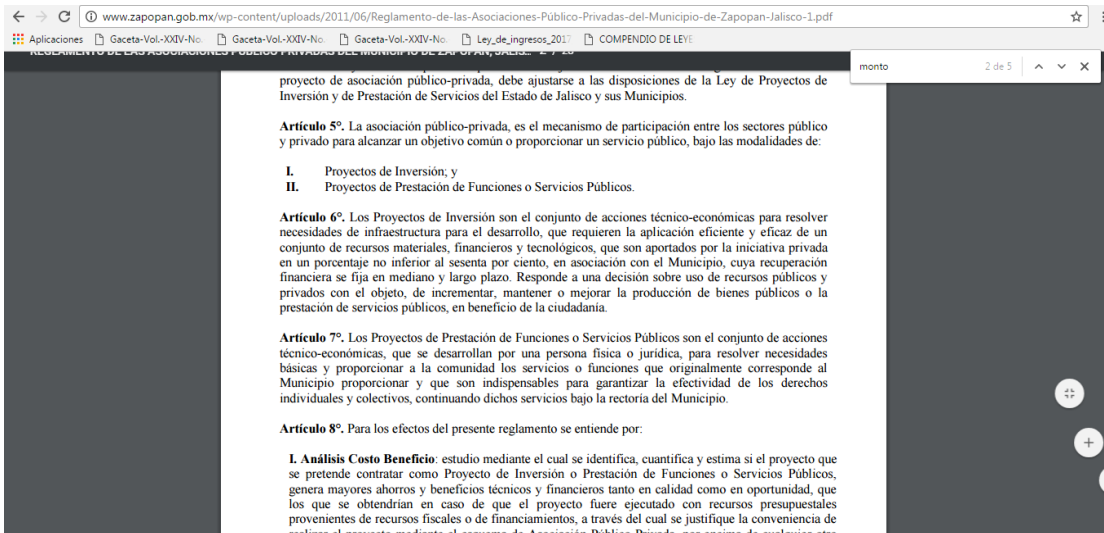 www.zapopan.gob.mx/wp-content/uploads/2011/06/Reglamento-de-las-Asociaciones-Público-Privadas-del-Municipio-de-Zapopan-Jalisco-1.pdf
Aplicaciones Gaceta-Vol.-XXIV-No. Gaceta-Vol.-XXIV-No. Gaceta-Vol.-XXIV-No. Ley_de_ingresos_2017 COMPENDIO DE LEYE
REGLAMENTO DE LAS ASOCIACIONES PÚBLICO PRIVADAS DEL MUNICIPIO DE ZAPOPAN, JALIS...
monto 2 de 5
proyecto de asociación público-privada, debe ajustarse a las disposiciones de la Ley de Proyectos de
Inversión y de Prestación de Servicios del Estado de Jalisco y sus Municipios.
Artículo 5°. La asociación público-privada, es el mecanismo de participación entre los sectores público
y privado para alcanzar un objetivo común o proporcionar un servicio público, bajo las modalidades de:
I. Proyectos de Inversión; y
II. Proyectos de Prestación de Funciones o Servicios Públicos.
Artículo 6°. Los Proyectos de Inversión son el conjunto de acciones técnico-económicas para resolver
necesidades de infraestructura para el desarrollo, que requieren la aplicación eficiente y eficaz de un
conjunto de recursos materiales, financieros y tecnológicos, que son aportados por la iniciativa privada
en un porcentaje no inferior al sesenta por ciento, en asociación con el Municipio, cuya recuperación
financiera se fija en mediano y largo plazo. Responde a una decisión sobre uso de recursos públicos y
privados con el objeto, de incrementar, mantener o mejorar la producción de bienes públicos o la
prestación de servicios públicos, en beneficio de la ciudadanía.
Artículo 7°. Los Proyectos de Prestación de Funciones o Servicios Públicos son el conjunto de acciones
técnico-económicas, que se desarrollan por una persona física o jurídica, para resolver necesidades
básicas y proporcionar a la comunidad los servicios o funciones que originalmente corresponde al
Municipio proporcionar y que son indispensables para garantizar la efectividad de los derechos
individuales y colectivos, continuando dichos servicios bajo la rectoría del Municipio.
Artículo 8°. Para los efectos del presente reglamento se entiende por:
I. Análisis Costo Beneficio: estudio mediante el cual se identifica, cuantifica y estima si el proyecto que
se pretende contratar como Proyecto de Inversión o Prestación de Funciones o Servicios Públicos,
genera mayores ahorros y beneficios técnicos y financieros tanto en calidad como en oportunidad, que
los que se obtendrían en caso de que el proyecto fuere ejecutado con recursos presupuestales
provenientes de recursos fiscales o de financiamientos, a través del cual se justifique la conveniencia de